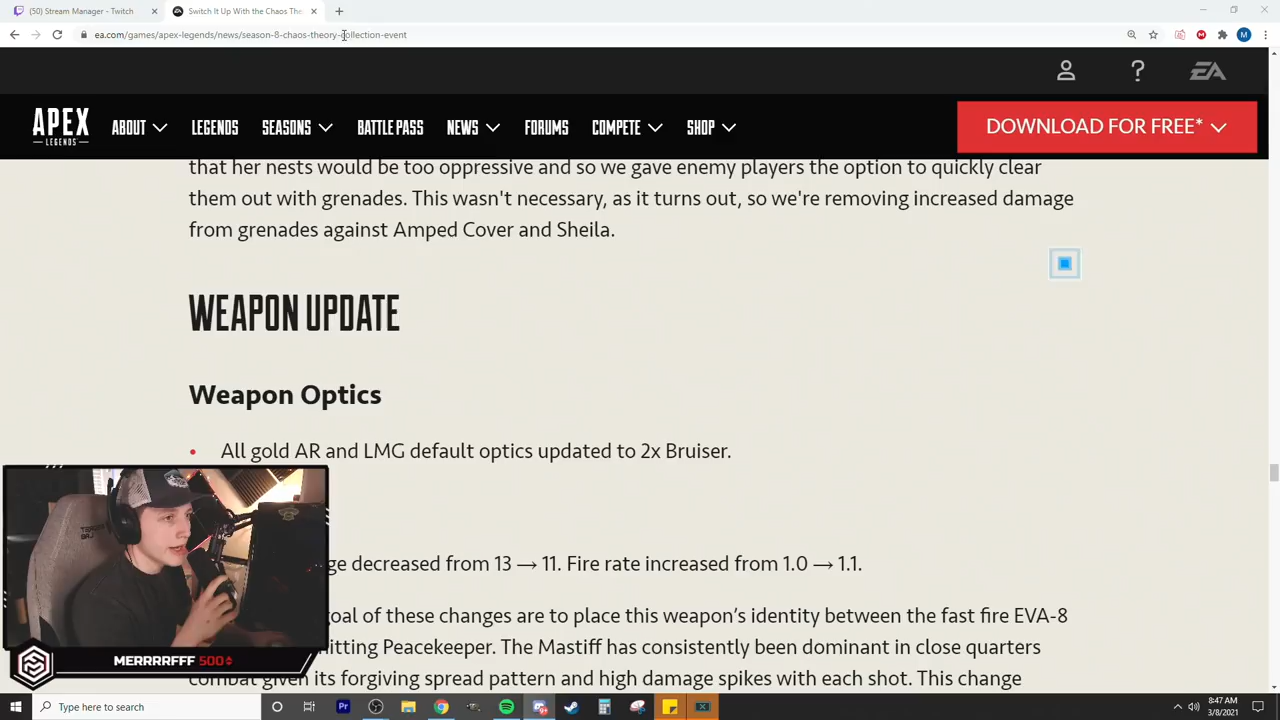 (50) Stream Manager - Twitch
Switch It Up With the Chaos The
ea.com/games/apex-legends/news/season-8-chaos-theory-collection-event
M
EA
APEX
LEGENDS
ABOUT
LEGENDS
SEASONS
BATTLE PASS
NEWS
FORUMS
COMPETE
SHOP
DOWNLOAD FOR FREE*
that her nests would be too oppressive and so we gave enemy players the option to quickly clear
them out with grenades. This wasn't necessary, as it turns out, so we're removing increased damage
from grenades against Amped Cover and Sheila.
WEAPON UPDATE
Weapon Optics
• All gold AR and LMG default optics updated to 2x Bruiser.
ge decreased from 13 → 11. Fire rate increased from 1.0 → 1.1.
goal of these changes are to place this weapon’s identity between the fast fire EVA-8
itting Peacekeeper. The Mastiff has consistently been dominant in close quarters
combat given its forgiving spread pattern and high damage spikes with each shot. This change
MERRRRFFF 500
Type here to search
Pr
8:47 AM
3/8/2021